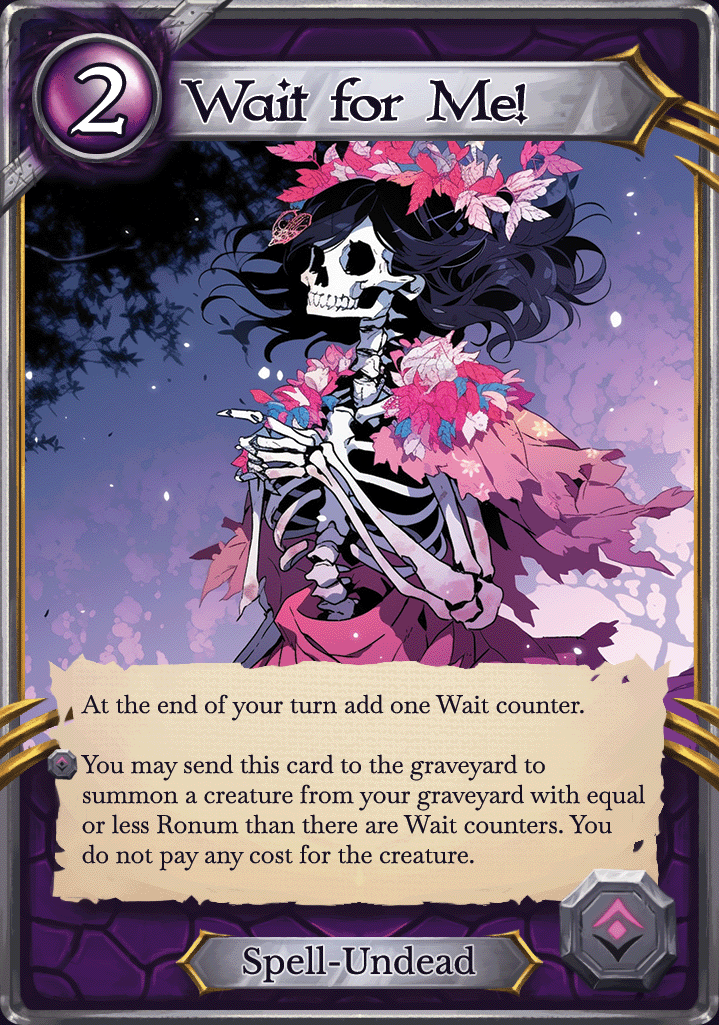 2
Wait for Me!
At the end of your turn add one Wait counter.
You may send this card to the graveyard to
summon a creature from your graveyard with equal
or less Ronum than there are Wait counters. You
do not pay any cost for the creature.
Spell-Undead